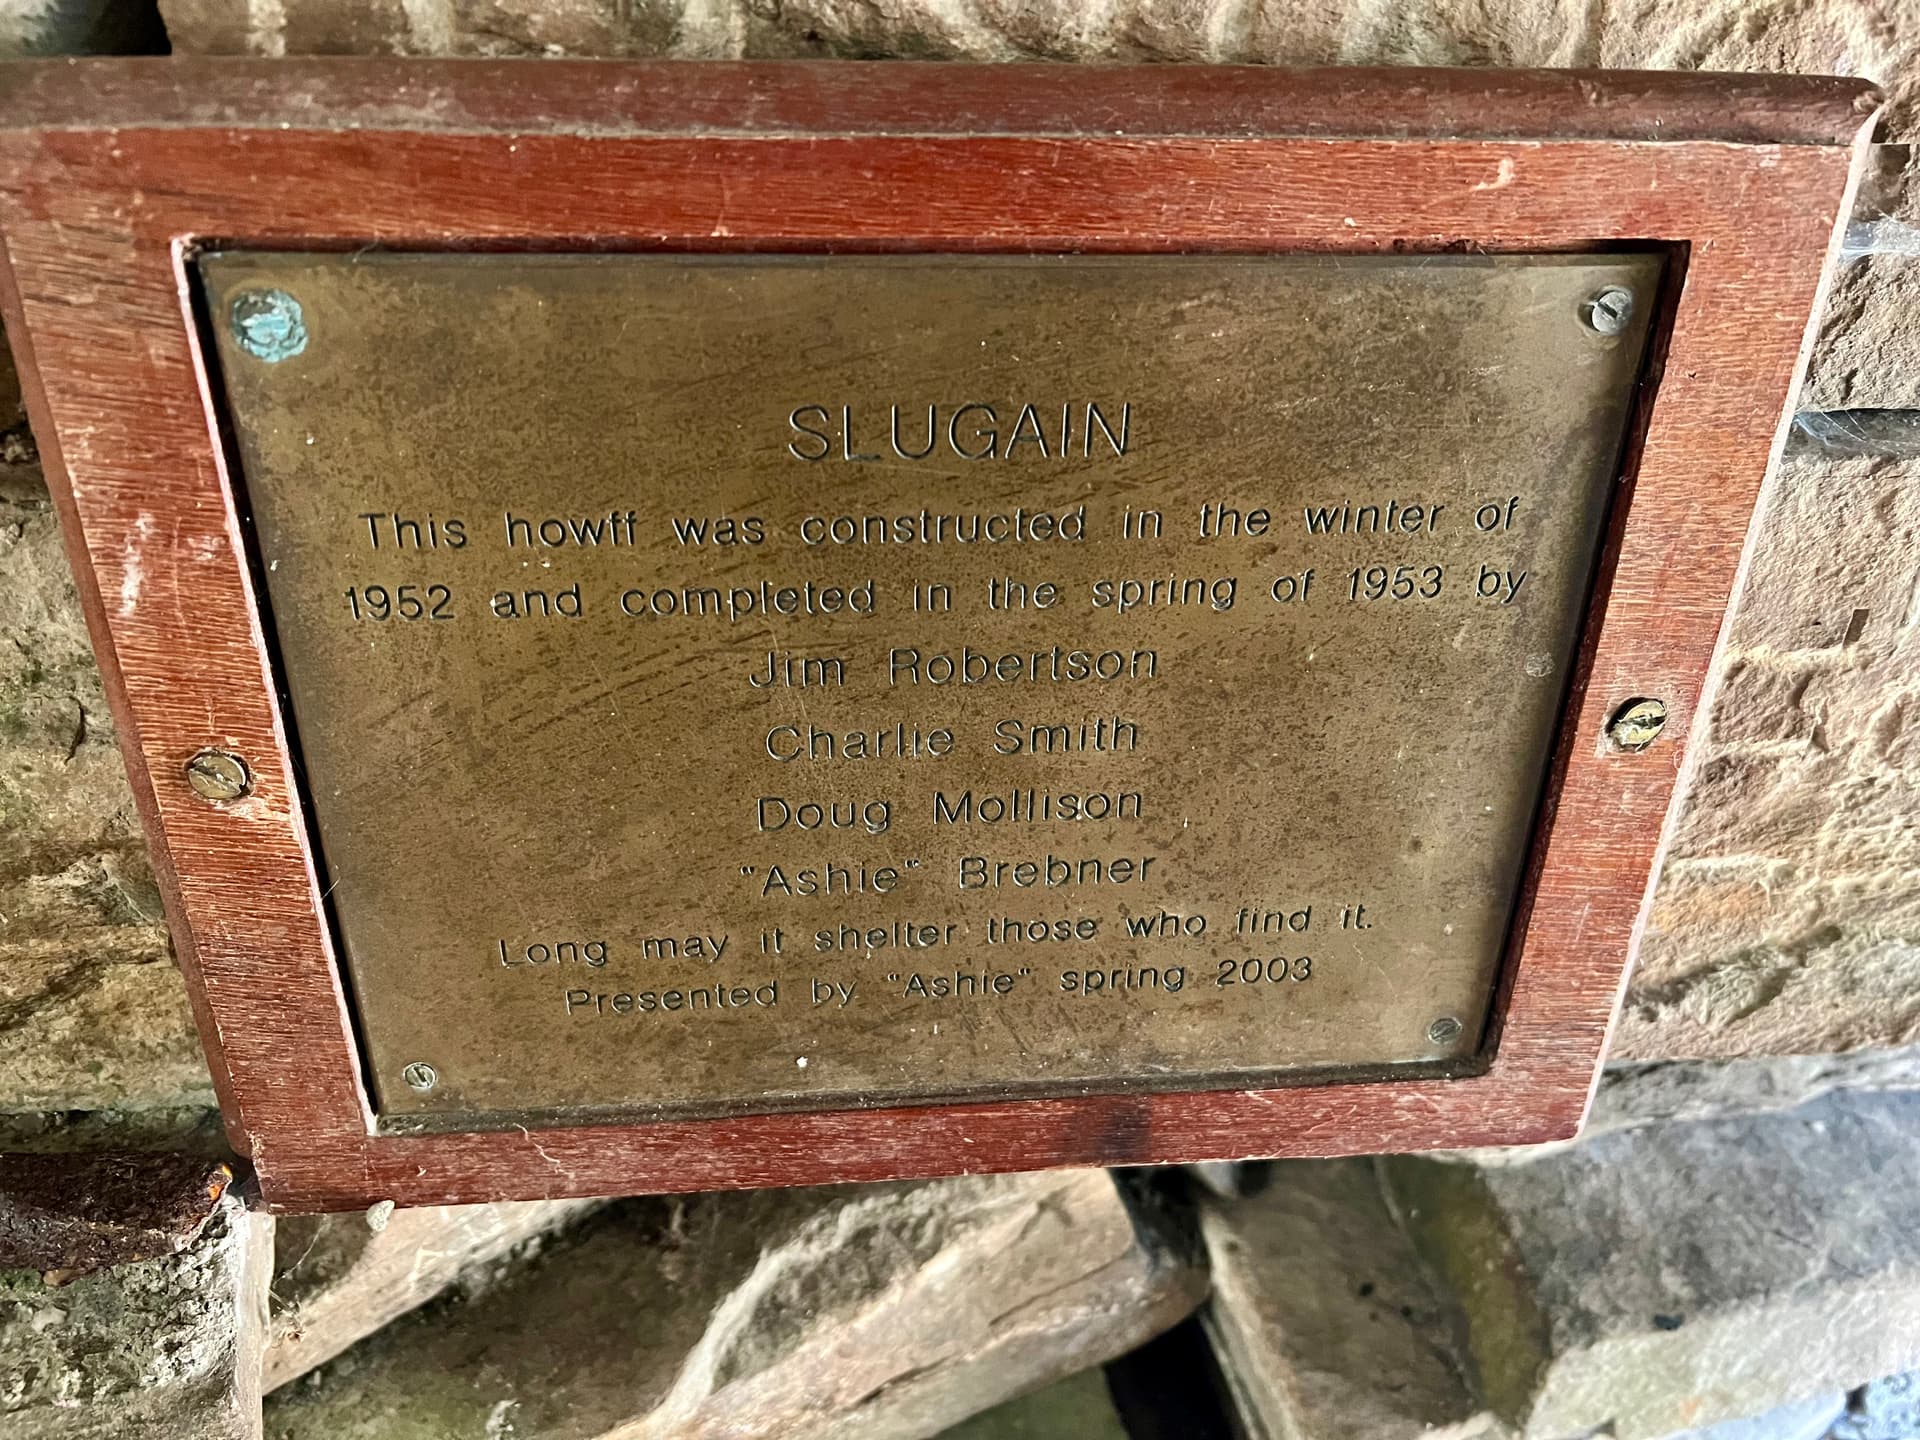 SLUGAIN
This howff was constructed in the winter of
1952 and completed in the spring of 1953 by
Jim Robertson
Charlie Smith
Doug Mollison
"Ashie" Brebner
Long may it shelter those who find it.
Presented by "Ashie" spring 2003